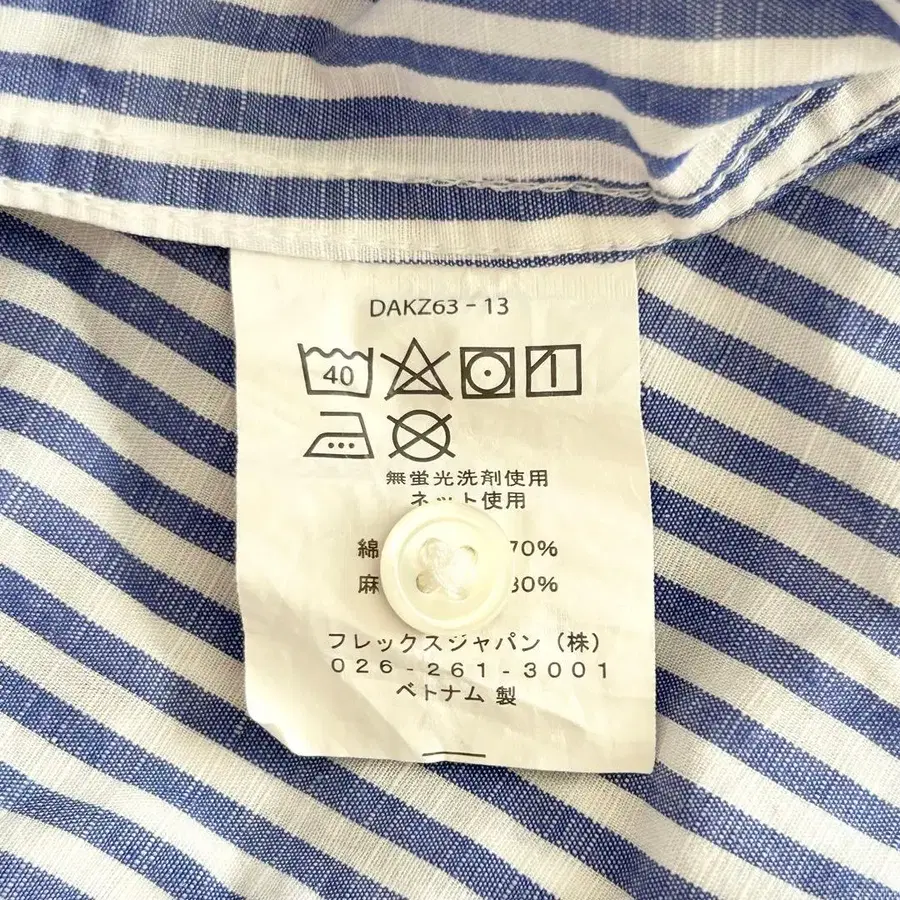 DAKZ63-13
40
無蛍光洗剤使用
ネット使用
綿 70%
麻 30%
フレックスジャパン（株）
026-261-3001
ベトナム 製